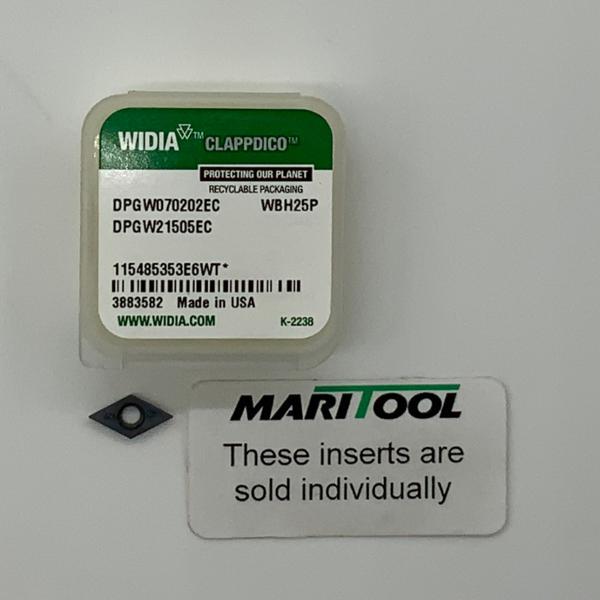 WIDIA™ CLAPPDICO™
PROTECTING OUR PLANET
RECYCLABLE PACKAGING
DPGW070202EC WBH25P
DPGW21505EC
115485353E6WT*
3883582 Made in USA
WWW.WIDIA.COM K-2238
MARITOOL
These inserts are
sold individually